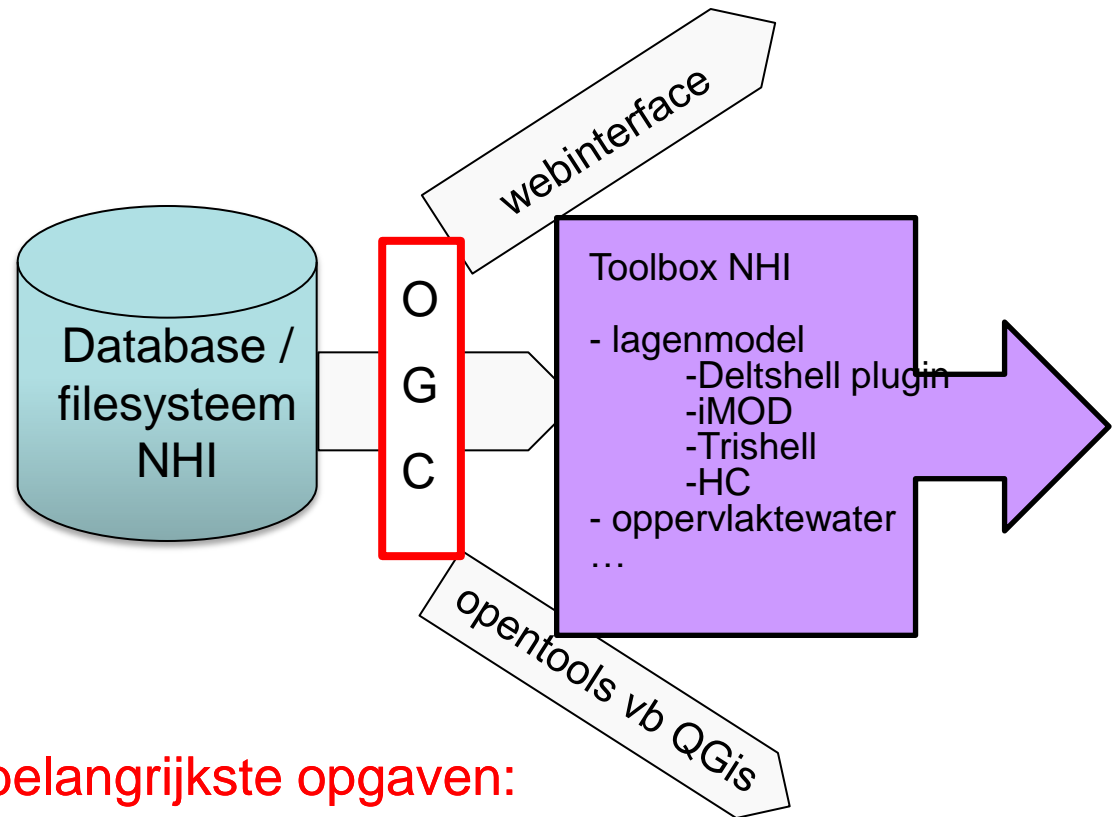 webinterface
Database /
filesysteem
NHI
O
G
C
Toolbox NHI
- lagenmodel
-Deltshell plugin
-iMOD
-Trishell
-HC
- oppervlaktewater
…
opentools vb QGis
belangrijkste opgaven: